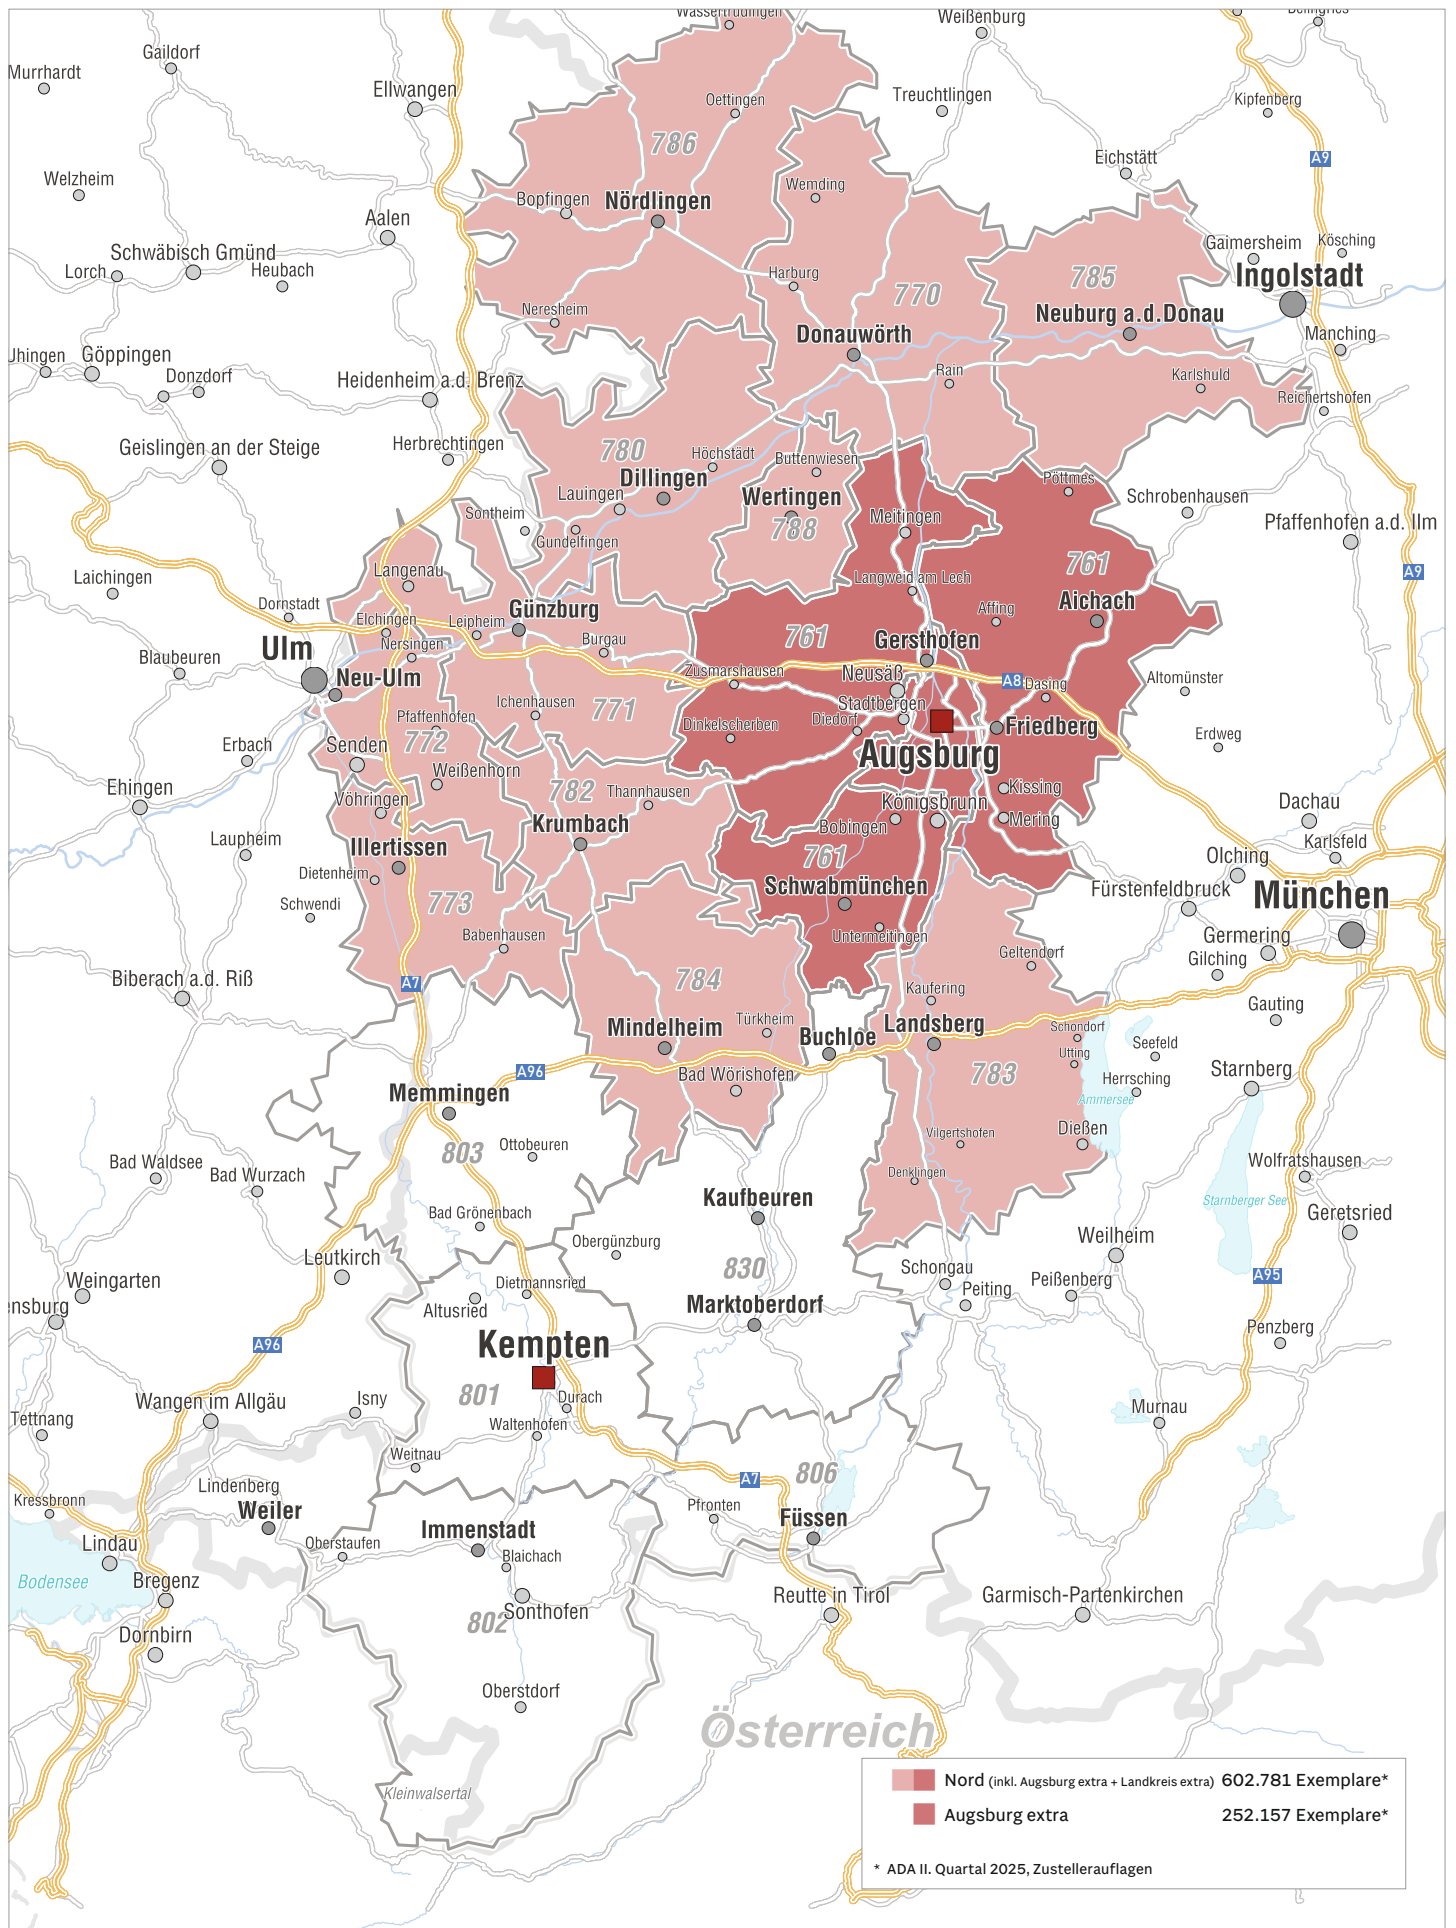 Wassertrüdingen
Weißenburg
Beilngries
Gaildorf
Murrhardt
Ellwangen
Oettingen
Treuchtlingen
Kipfenberg
786
Eichstätt
A9
Welzheim
Wemding
Bopfingen
Nördlingen
Aalen
Schwäbisch Gmünd
Gaimersheim
Kösching
Lorch
Heubach
Harburg
785
Ingolstadt
770
Neresheim
Neuburg a.d.Donau
Donauwörth
Manching
Uhingen
Göppingen
Donzdorf
Heidenheim a.d. Brenz
Rain
Karlshuld
Reichertshofen
Geislingen an der Steige
Herbrechtingen
780
Höchstädt
Buttenwiesen
Dillingen
Pöttmes
Lauingen
Wertingen
Schrobenhausen
Sontheim
Meitingen
788
Pfaffenhofen a.d. Ilm
Gundelfingen
761
A9
Laichingen
Langenau
Langweid am Lech
Dornstadt
Günzburg
Affing
Aichach
Elchingen
Leipheim
761
Gersthofen
Ulm
Nersingen
Burgau
Blaubeuren
Zusmarshausen
Neusäß
A8
Dasing
Altomünster
Neu-Ulm
Ichenhausen
771
Stadtbergen
Pfaffenhofen
Dinkelscherben
Diedorf
Friedberg
772
Erdweg
Erbach
Senden
Augsburg
Weißenhorn
Ehingen
Vöhringen
782
Thannhausen
Kissing
Königsbrunn
Dachau
Krumbach
Bobingen
Mering
Laupheim
Illertissen
761
Karlsfeld
Olching
Dietenheim
Schwabmünchen
Fürstenfeldbruck
München
Schwendi
773
Babenhausen
Untermeitingen
Germering
Geltendorf
Gilching
Biberach a.d. Riß
A7
784
Kaufering
Gauting
Mindelheim
Türkheim
Buchloe
Landsberg
Schondorf
Seefeld
Utting
A96
Bad Wörishofen
783
Herrsching
Starnberg
Memmingen
Ammersee
Vilgertshofen
Dießen
803
Ottobeuren
Bad Waldsee
Bad Wurzach
Denklingen
Wolfratshausen
Kaufbeuren
Starnberger See
Bad Grönenbach
Geretsried
Obergünzburg
Weilheim
Leutkirch
830
Schongau
A95
Weingarten
Dietmannsried
Peißenberg
Peiting
ensburg
Altusried
Marktoberdorf
Penzberg
A96
Kempten
801
Durach
Wangen im Allgäu
Isny
Murnau
Tettnang
Waltenhofen
Weitnau
A7
806
Lindenberg
Kressbronn
Weiler
Pfronten
Füssen
Immenstadt
Lindau
Oberstaufen
Blaichach
Bodensee
Bregenz
Reutte in Tirol
Garmisch-Partenkirchen
Sonthofen
802
Dornbirn
Oberstdorf
Österreich
Kleinwalsertal
Nord (inkl. Augsburg extra + Landkreis extra) 602.781 Exemplare*
Augsburg extra 252.157 Exemplare*
* ADA II. Quartal 2025, Zustellerauflagen